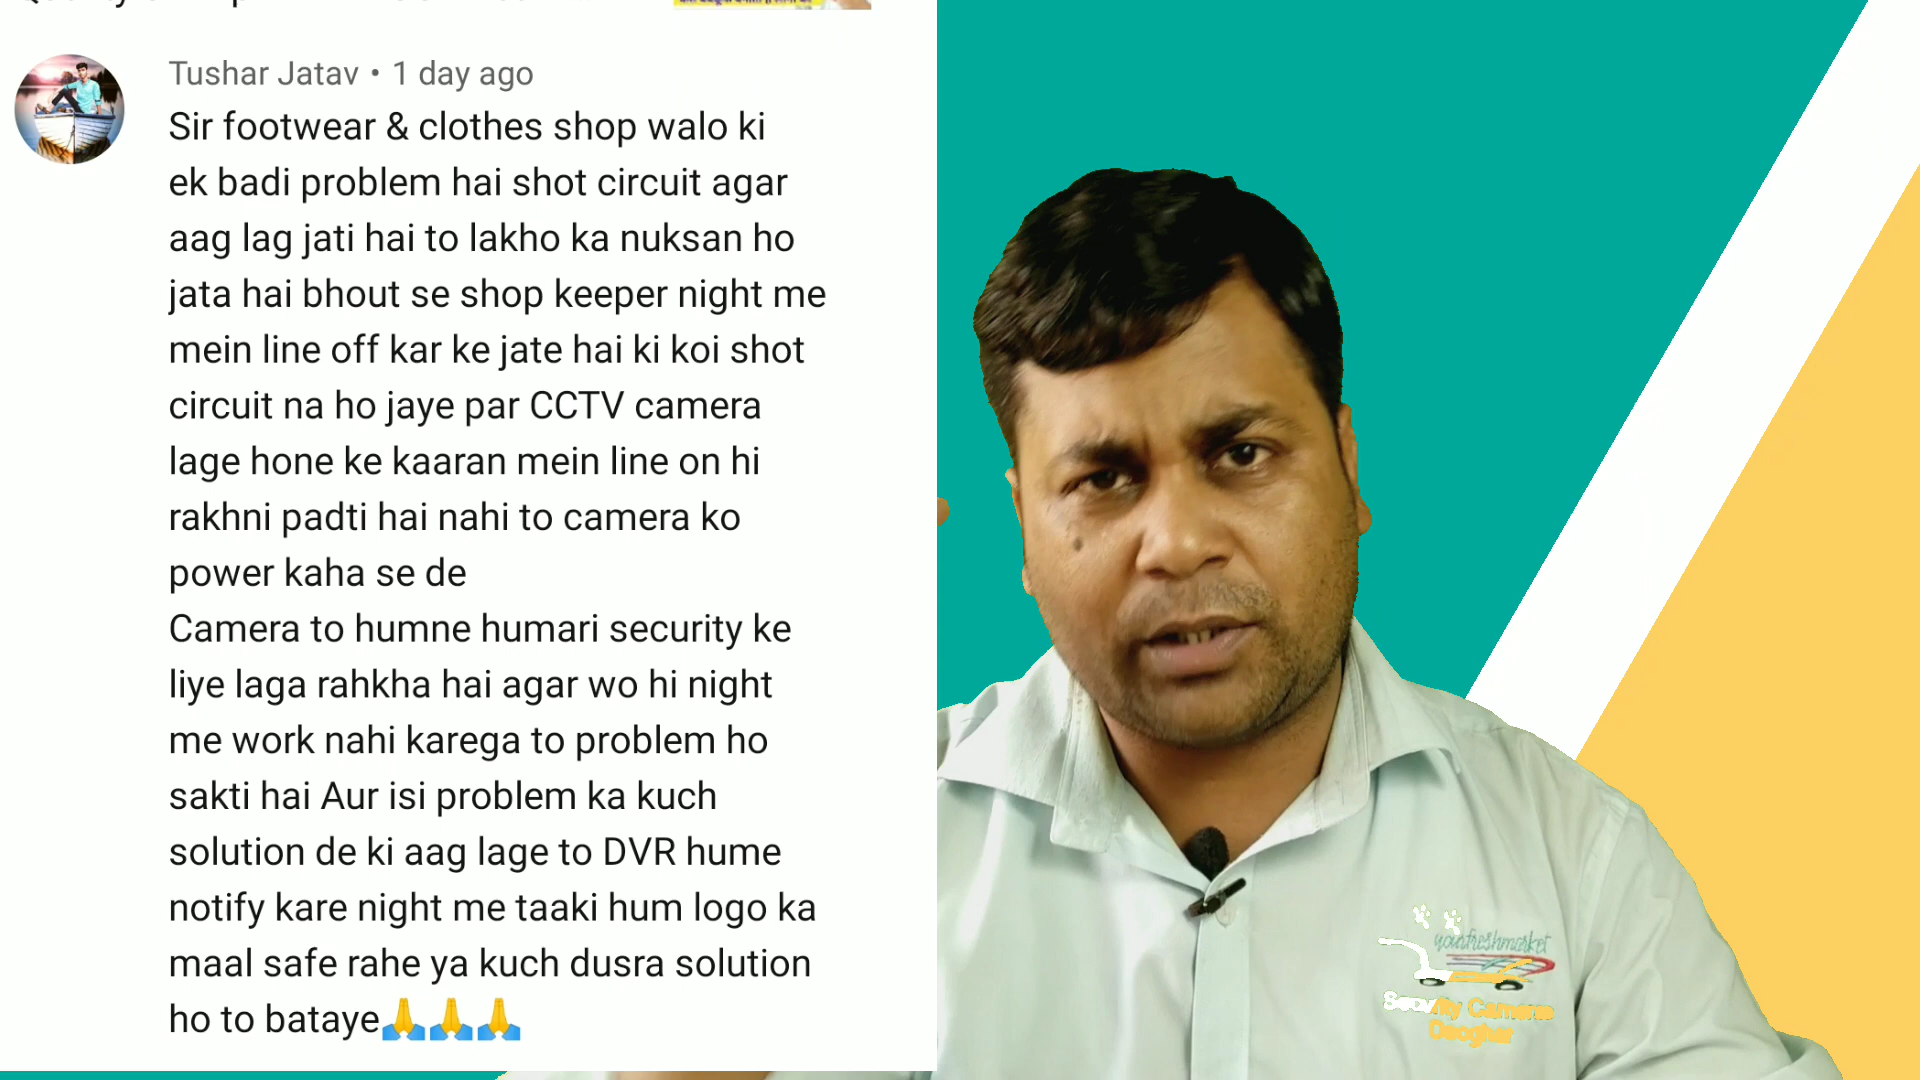 Tushar Jatav • 1 day ago
Sir footwear & clothes shop walo ki
ek badi problem hai shot circuit agar
aag lag jati hai to lakho ka nuksan ho
jata hai bhout se shop keeper night me
mein line off kar ke jate hai ki koi shot
circuit na ho jaye par CCTV camera
lage hone ke kaaran mein line on hi
rakhni padti hai nahi to camera ko
power kaha se de
Camera to humne humari security ke
liye laga rahkha hai agar wo hi night
me work nahi karega to problem ho
sakti hai Aur isi problem ka kuch
solution de ki aag lage to DVR hume
notify kare night me taaki hum logo ka
maal safe rahe ya kuch dusra solution
ho to bataye🙏🙏🙏
yourfreshmarket
Security Camera
Deoghar